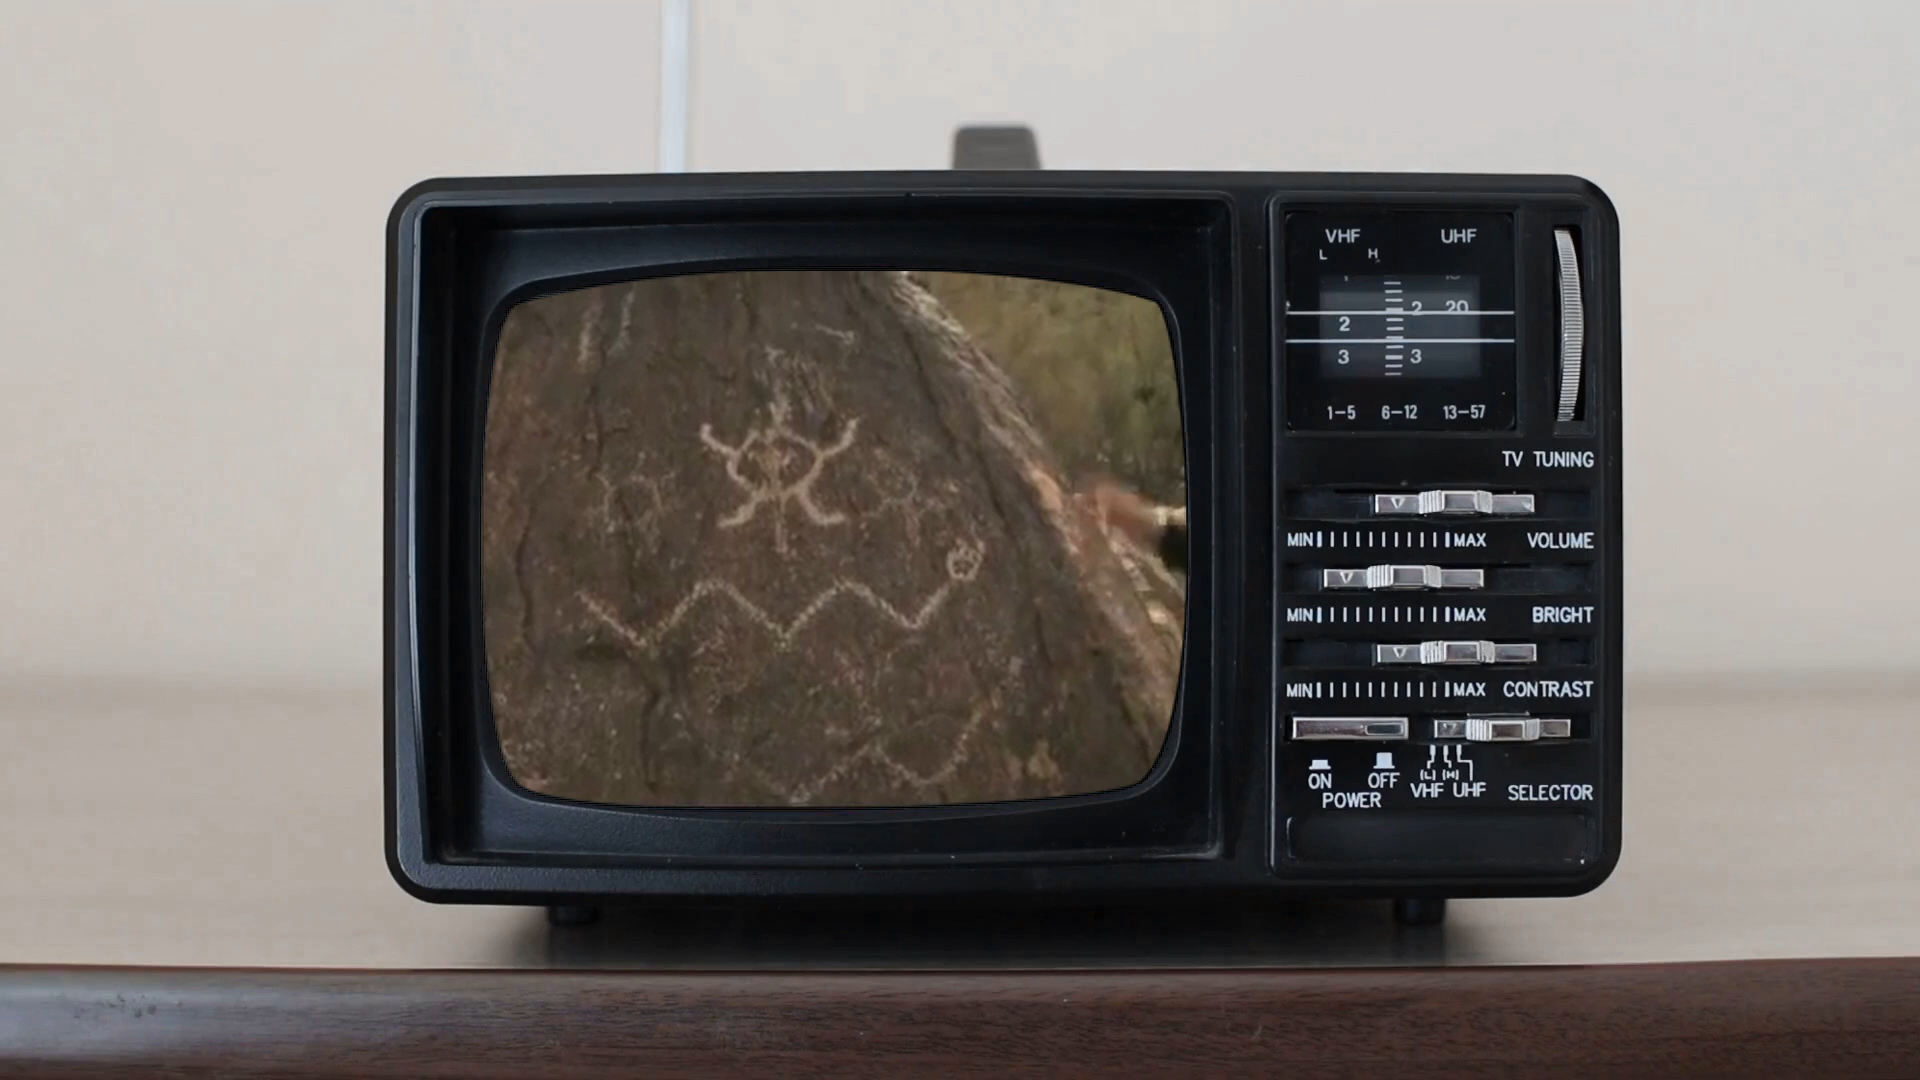 VHF UHF
L H
2 20
2
3 3
1-5 6-12 13-57
TV TUNING
MIN MAX VOLUME
MIN MAX BRIGHT
MIN MAX CONTRAST
ON OFF (L) (H)
POWER VHF UHF SELECTOR